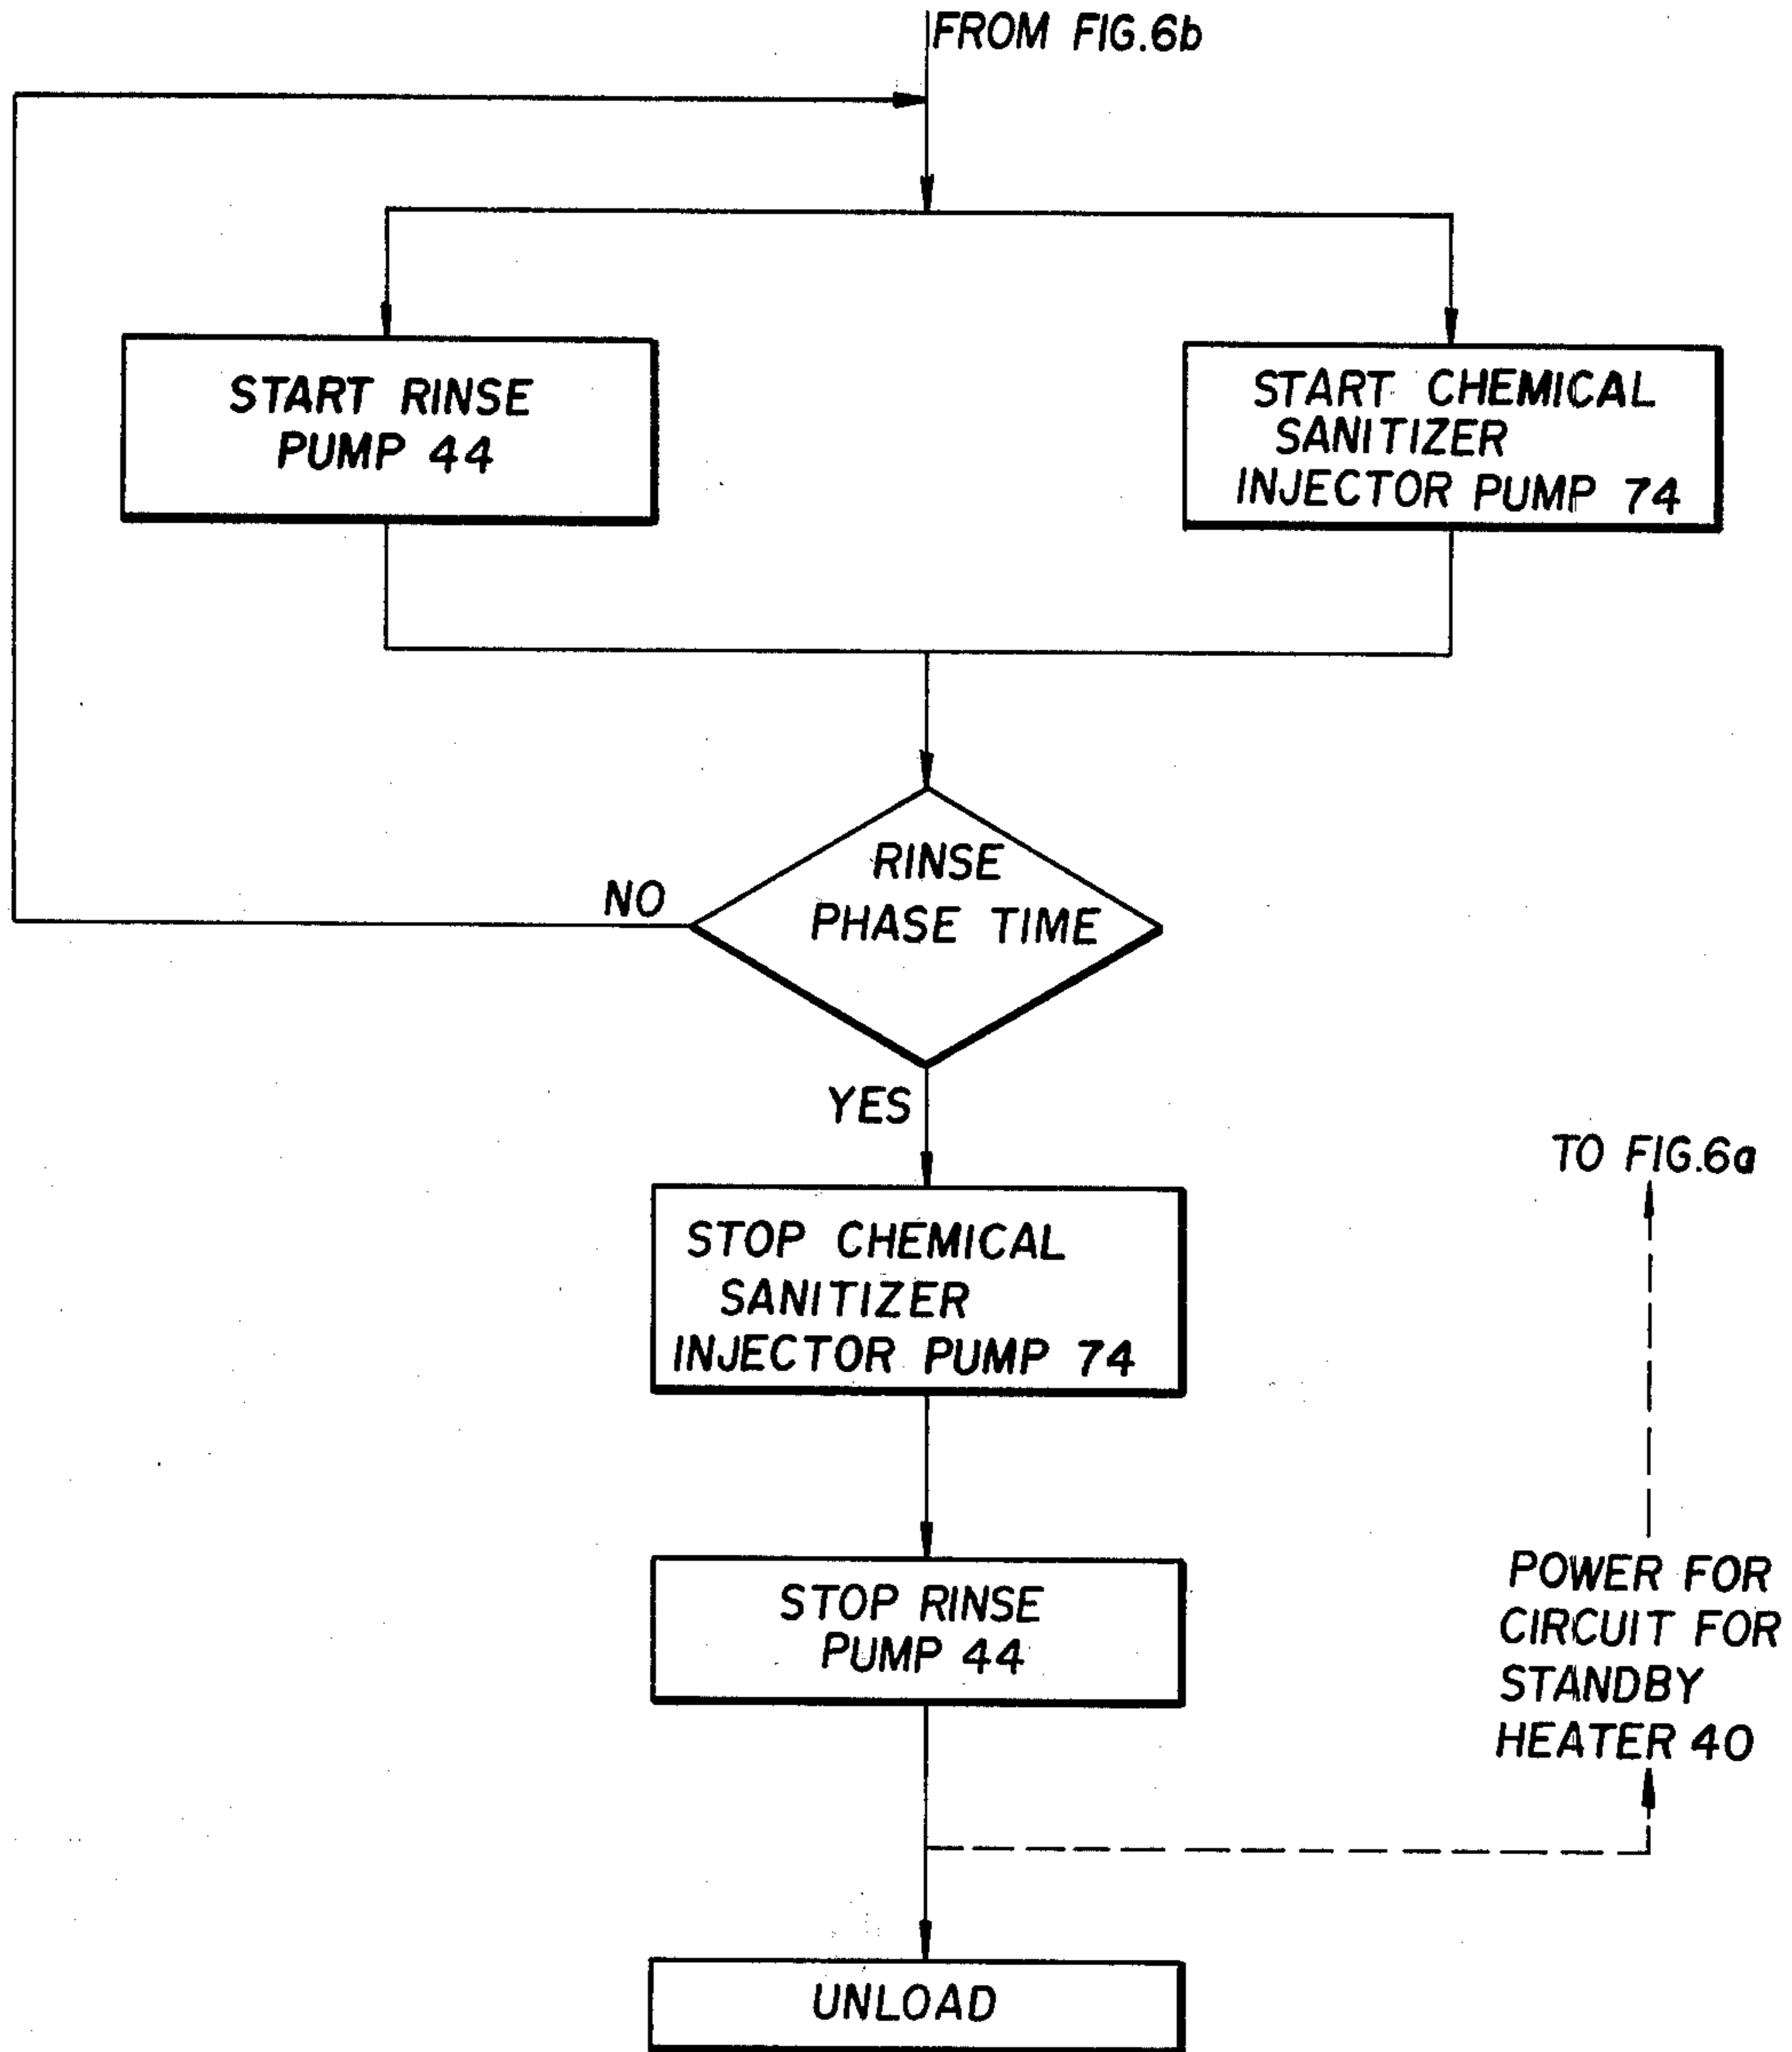 FROM FIG.6b
START RINSE
PUMP 44
START CHEMICAL
SANITIZER
INJECTOR PUMP 74
RINSE
PHASE TIME
NO
YES
TO FIG.6a
STOP CHEMICAL
SANITIZER
INJECTOR PUMP 74
STOP RINSE
PUMP 44
POWER FOR
CIRCUIT FOR
STANDBY
HEATER 40
UNLOAD